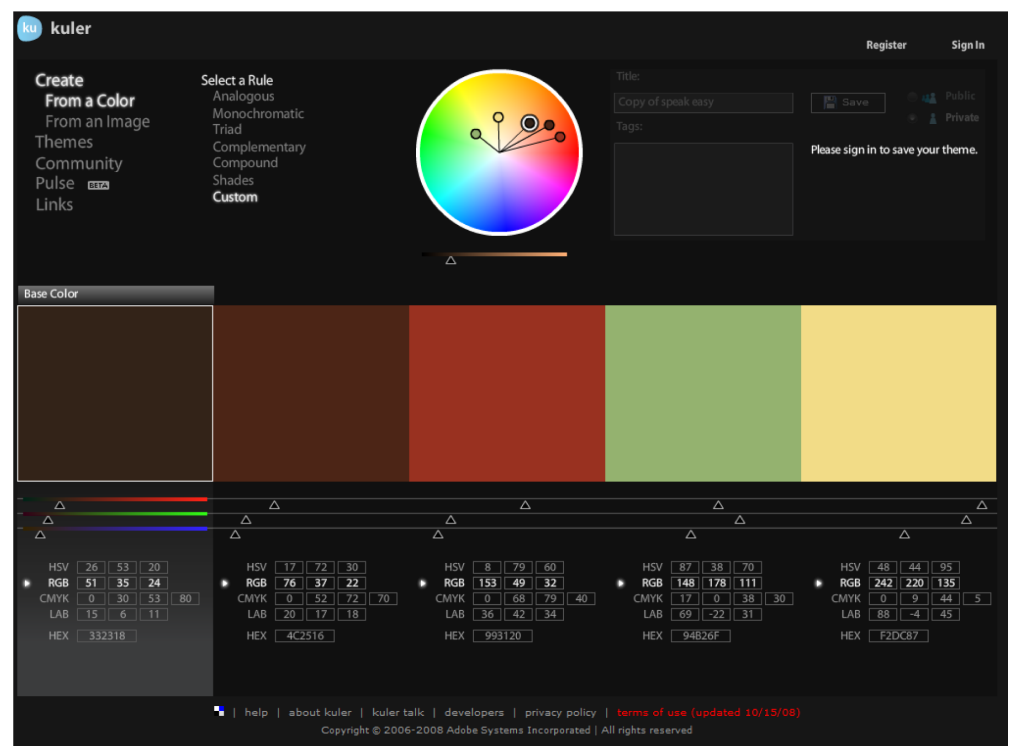 ku kuler
Register Sign In
Create
From a Color
From an Image
Themes
Community
Pulse BETA
Links
Select a Rule
Analogous
Monochromatic
Triad
Complementary
Compound
Shades
Custom
Title:
Copy of speak easy
Tags:
Save
Public
Private
Please sign in to save your theme.
Base Color
HSV 26 53 20
RGB 51 35 24
CMYK 0 30 53 80
LAB 15 6 11
HEX 332318
HSV 17 72 30
RGB 76 37 22
CMYK 0 52 72 70
LAB 20 17 18
HEX 4C2516
HSV 8 79 60
RGB 153 49 32
CMYK 0 68 79 40
LAB 36 42 34
HEX 993120
HSV 87 38 70
RGB 148 178 111
CMYK 17 0 38 30
LAB 69 -22 31
HEX 94B26F
HSV 48 44 95
RGB 242 220 135
CMYK 0 9 44 5
LAB 88 -4 45
HEX F2DC87
| help | about kuler | kuler talk | developers | privacy policy | terms of use (updated 10/15/08)
Copyright © 2006-2008 Adobe Systems Incorporated | All rights reserved